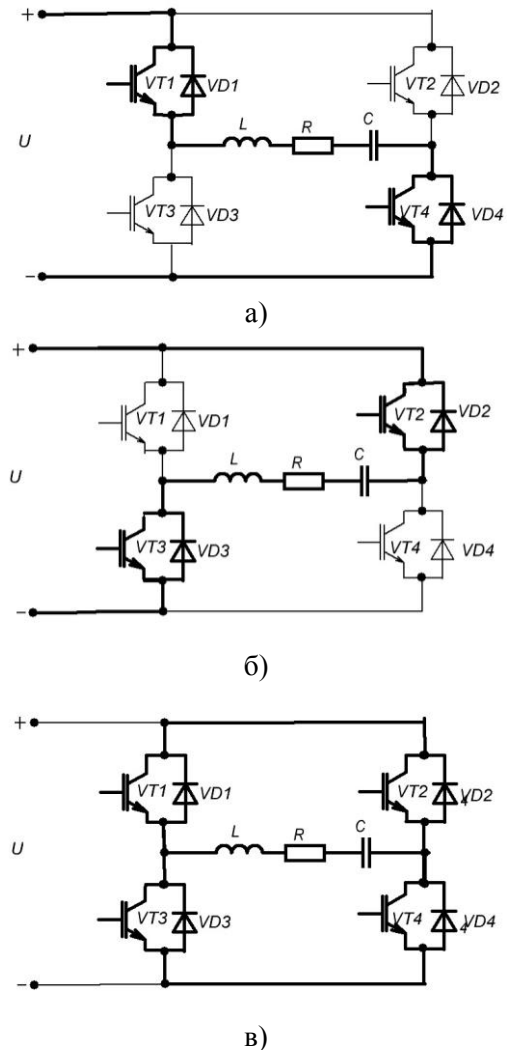 +
VT1 VD1 VT2 VD2
L R C
U
VT3 VD3 VT4 VD4
−
а)
+
VT1 VD1 VT2 VD2
L R C
U
VT3 VD3 VT4 VD4
−
б)
+
VT1 VD1 VT2 VD2
L R C
U
VT3 VD3 VT4 VD4
−
в)